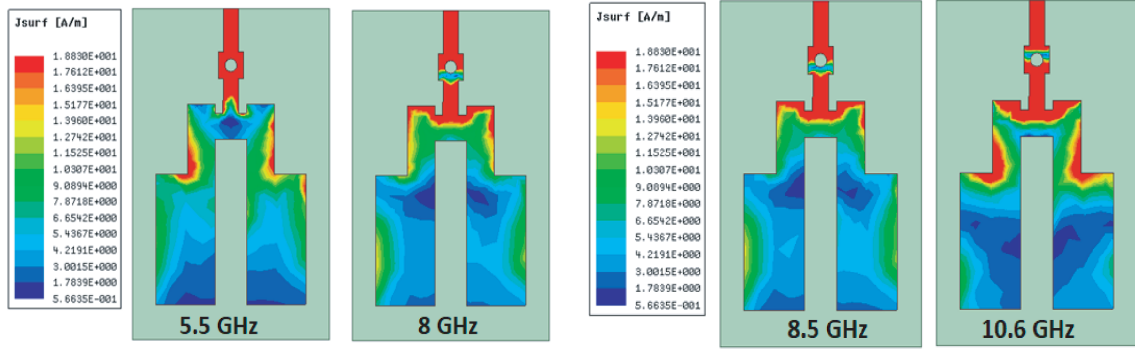 Jsurf [A/m]
1.8830E+001
1.7612E+001
1.6395E+001
1.5177E+001
1.3960E+001
1.2742E+001
1.1525E+001
1.0307E+001
9.0894E+000
7.8718E+000
6.6542E+000
5.4367E+000
4.2191E+000
3.0015E+000
1.7839E+000
5.6635E-001
5.5 GHz
8 GHz
Jsurf [A/m]
1.8830E+001
1.7612E+001
1.6395E+001
1.5177E+001
1.3960E+001
1.2742E+001
1.1525E+001
1.0307E+001
9.0894E+000
7.8718E+000
6.6542E+000
5.4367E+000
4.2191E+000
3.0015E+000
1.7839E+000
5.6635E-001
8.5 GHz
10.6 GHz